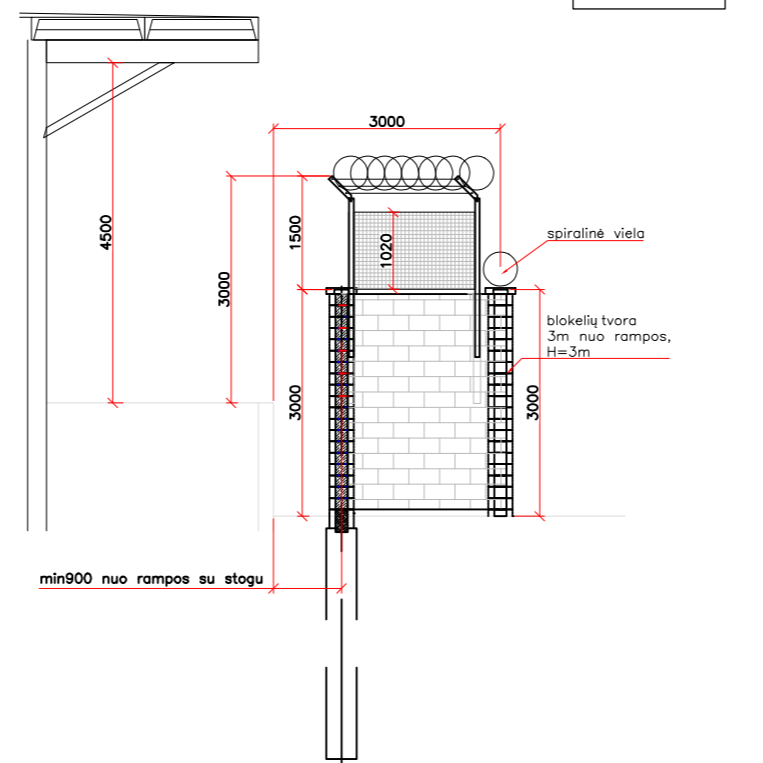 3000
4500
3000
1500
1020
spiralinė viela
blokelių tvora
3m nuo rampos,
H=3m
3000
3000
min900 nuo rampos su stogu